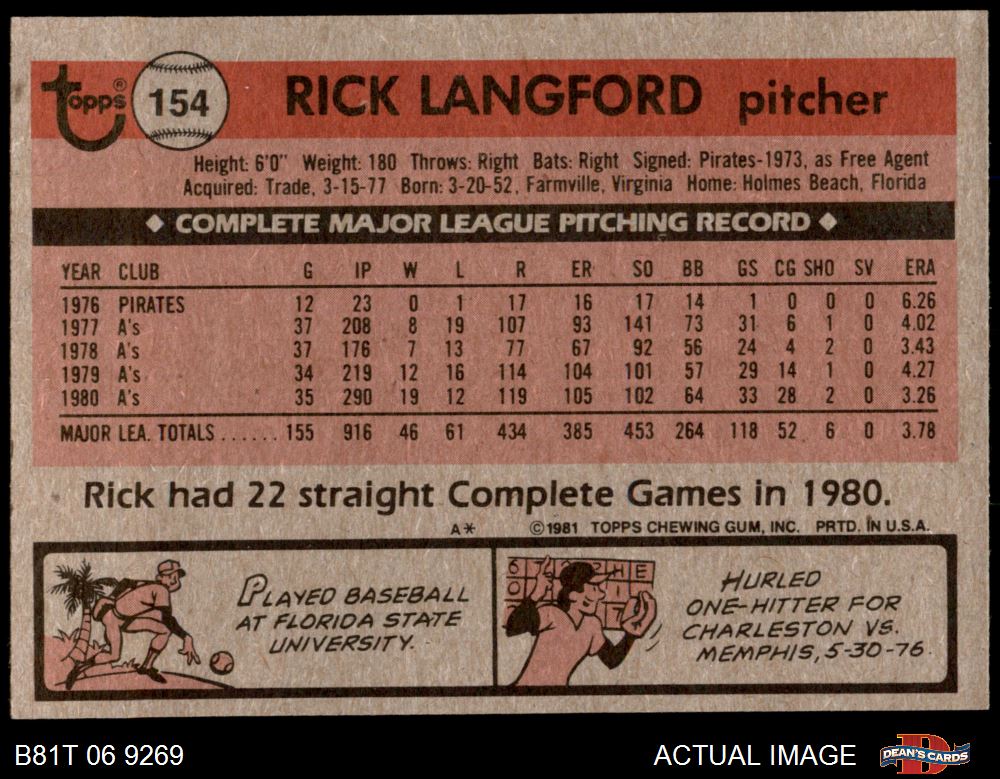 Topps ® 154 RICK LANGFORD pitcher
Height: 6'0" Weight: 180 Throws: Right Bats: Right Signed: Pirates-1973, as Free Agent
Acquired: Trade, 3-15-77 Born: 3-20-52, Farmville, Virginia Home: Holmes Beach, Florida
◆ COMPLETE MAJOR LEAGUE PITCHING RECORD ◆
YEAR CLUB G IP W L R ER SO BB GS CG SHO SV ERA
1976 PIRATES 12 23 0 1 17 16 17 14 1 0 0 0 6.26
1977 A's 37 208 8 19 107 93 141 73 31 6 1 0 4.02
1978 A's 37 176 7 13 77 67 92 56 24 4 2 0 3.43
1979 A's 34 219 12 16 114 104 101 57 29 14 1 0 4.27
1980 A's 35 290 19 12 119 105 102 64 33 28 2 0 3.26
MAJOR LEA. TOTALS ...... 155 916 46 61 434 385 453 264 118 52 6 0 3.78
Rick had 22 straight Complete Games in 1980.
A* ©1981 TOPPS CHEWING GUM, INC. PRTD. IN U.S.A.
PLAYED BASEBALL
AT FLORIDA STATE
UNIVERSITY.
H E
HURLED
ONE-HITTER FOR
CHARLESTON VS.
MEMPHIS, 5-30-76.
B81T 06 9269 ACTUAL IMAGE DEAN'S CARDS